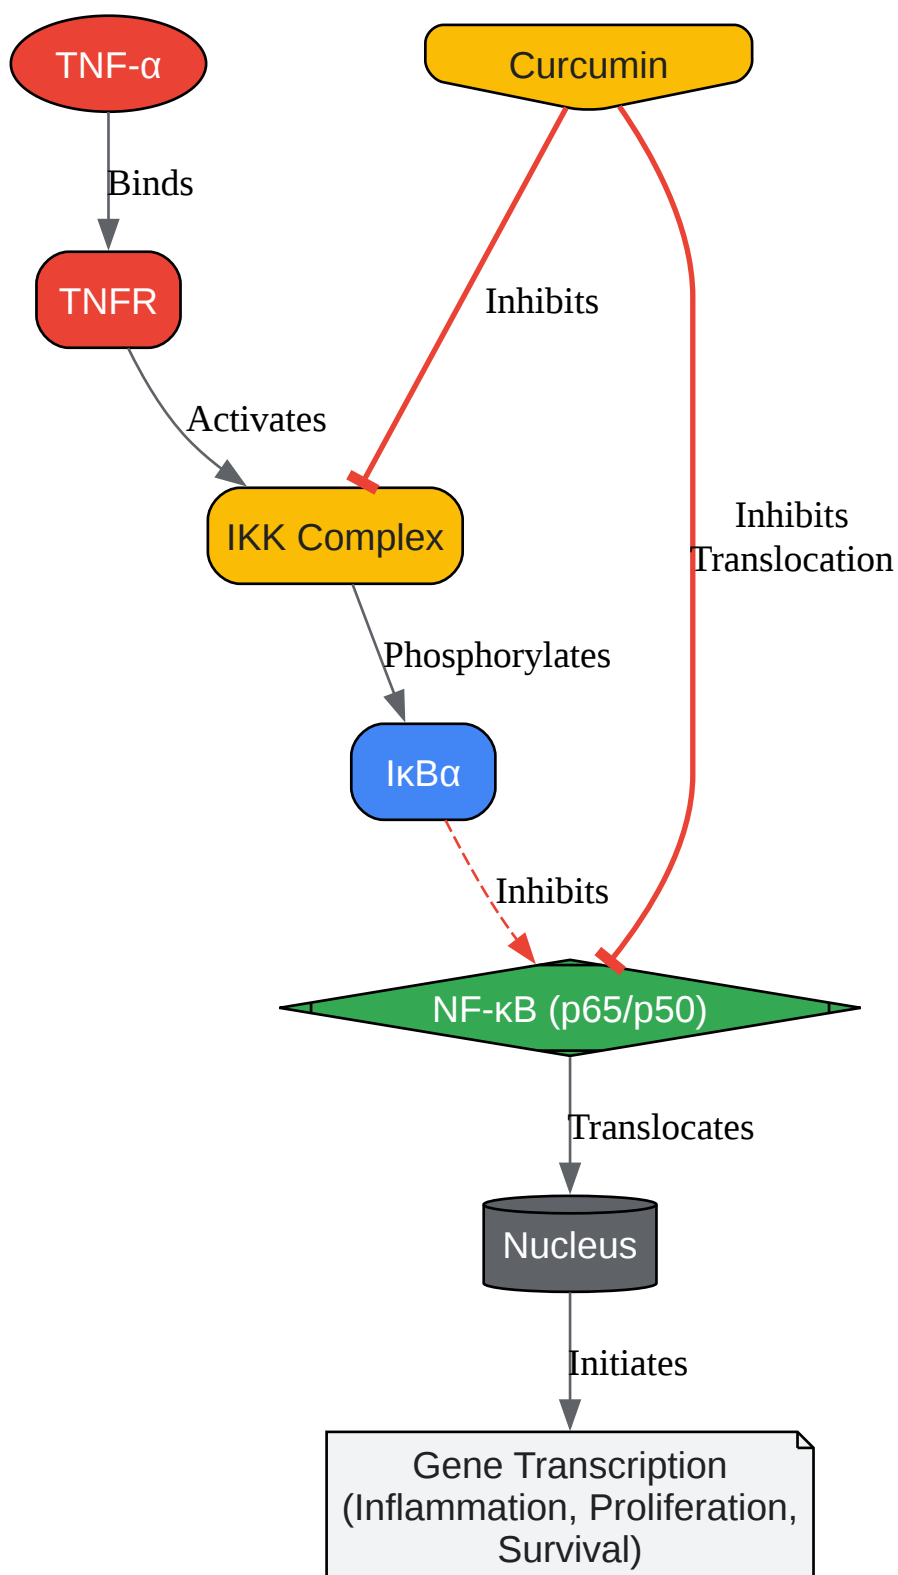 TNF-α
Curcumin
Binds
TNFR
Inhibits
Activates
IKK Complex
Inhibits
Translocation
Phosphorylates
IκBα
Inhibits
NF-κB (p65/p50)
Translocates
Nucleus
Initiates
Gene Transcription
(Inflammation, Proliferation,
Survival)